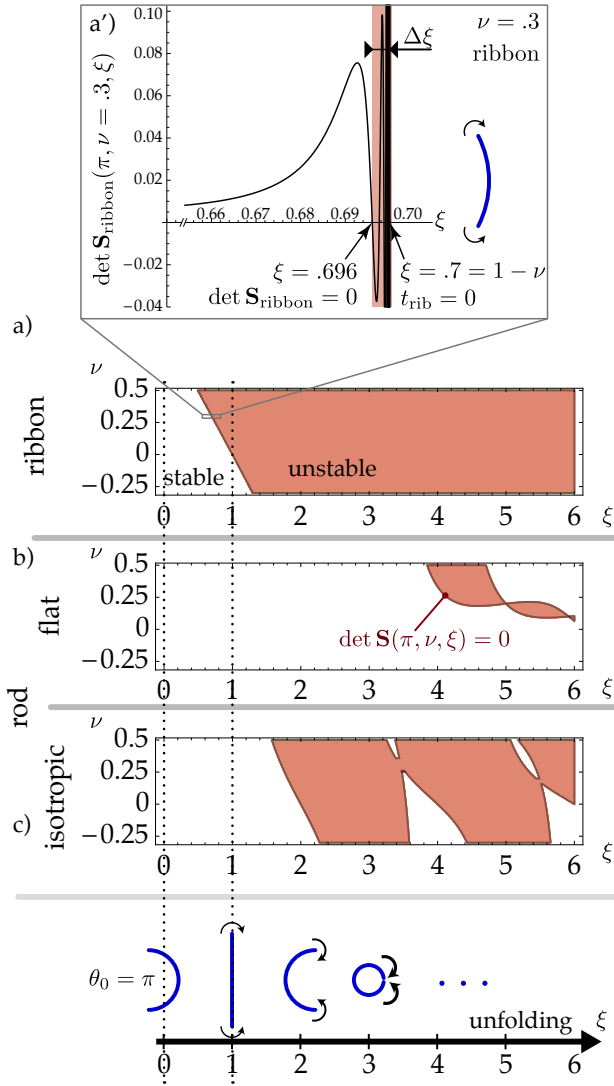 a')
ν = .3
ribbon
Δξ
det S_ribbon(π, ν = .3, ξ)
0.10
0.08
0.06
0.04
0.02
0.00
−0.02
−0.04
0.66 0.67 0.68 0.69 0.70 ξ
ξ = .696
det S_ribbon = 0
ξ = .7 = 1 − ν
t_rib = 0
a)
ribbon
ν
0.5
0.25
0
−0.25
stable
unstable
0 1 2 3 4 5 6 ξ
b)
rod
flat
ν
0.5
0.25
0
−0.25
det S(π, ν, ξ) = 0
0 1 2 3 4 5 6 ξ
c)
isotropic
ν
0.5
0.25
0
−0.25
0 1 2 3 4 5 6 ξ
θ₀ = π
. . .
unfolding
ξ
0 1 2 3 4 5 6